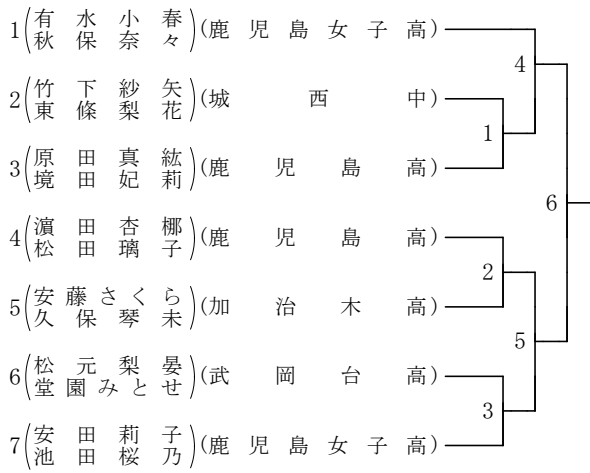 1 (有水小春 秋保奈々) (鹿児島女子高)
2 (竹下紗矢 東條梨花) (城西中)
3 (原田真紘 境田妃莉) (鹿児島高)
4 (濵田杏梛 松田璃子) (鹿児島高)
5 (安藤さくら 久保琴未) (加治木高)
6 (松元梨晏 堂園みとせ) (武岡台高)
7 (安田莉子 池田桜乃) (鹿児島女子高)
4
1
6
2
5
3